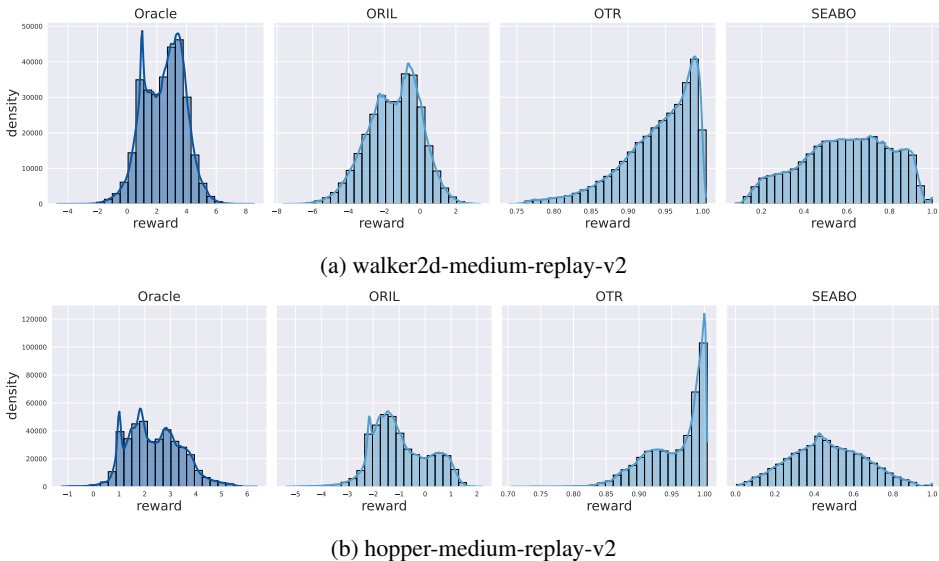 Oracle ORIL OTR SEABO
50000
40000
30000
20000
10000
0
density
−4 −2 0 2 4 6 8
−8 −6 −4 −2 0 2
0.75 0.80 0.85 0.90 0.95 1.00
0.2 0.4 0.6 0.8 1.0
reward reward reward reward
(a) walker2d-medium-replay-v2
Oracle ORIL OTR SEABO
120000
100000
80000
60000
40000
20000
0
density
−1 0 1 2 3 4 5 6
−5 −4 −3 −2 −1 0 1 2
0.70 0.75 0.80 0.85 0.90 0.95 1.00
0.0 0.2 0.4 0.6 0.8 1.0
reward reward reward reward
(b) hopper-medium-replay-v2